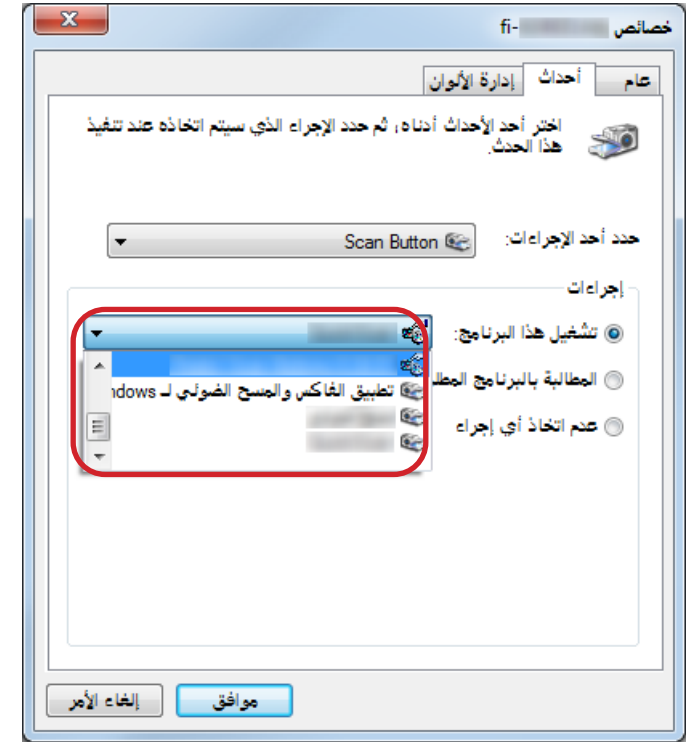 خصائص fi-
عام
أحداث
إدارة الألوان
اختر أحد الأحداث أدناه، ثم حدد الإجراء الذي سيتم اتخاذه عند تنفيذ
هذا الحدث.
حدد أحد الإجراءات:
Scan Button
إجراءات
تشغيل هذا البرنامج:
تطبيق الفاكس والمسح الضوئي لـ ndows
المطالبة بالبرنامج المطل
عدم اتخاذ أي إجراء
موافق
إلغاء الأمر